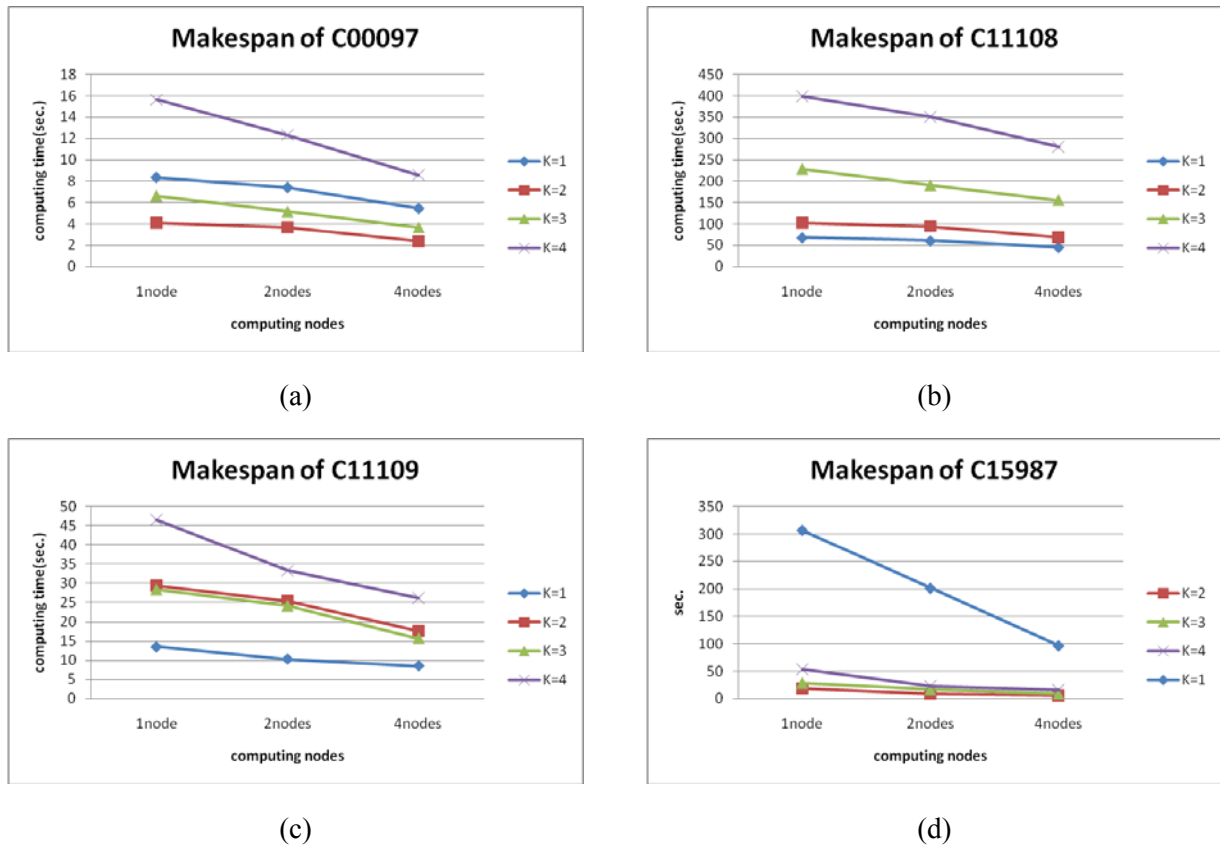 Makespan of C00097
18
16
14
12
10
8
6
4
2
0
computing time(sec.)
1node
2nodes
4nodes
computing nodes
K=1
K=2
K=3
K=4
(a)
Makespan of C11108
450
400
350
300
250
200
150
100
50
0
computing time(sec.)
1node
2nodes
4nodes
computing nodes
K=1
K=2
K=3
K=4
(b)
Makespan of C11109
50
45
40
35
30
25
20
15
10
5
0
computing time(sec.)
1node
2nodes
4nodes
computing nodes
K=1
K=2
K=3
K=4
(c)
Makespan of C15987
350
300
250
200
150
100
50
0
sec.
1node
2nodes
4nodes
computing nodes
K=2
K=3
K=4
K=1
(d)